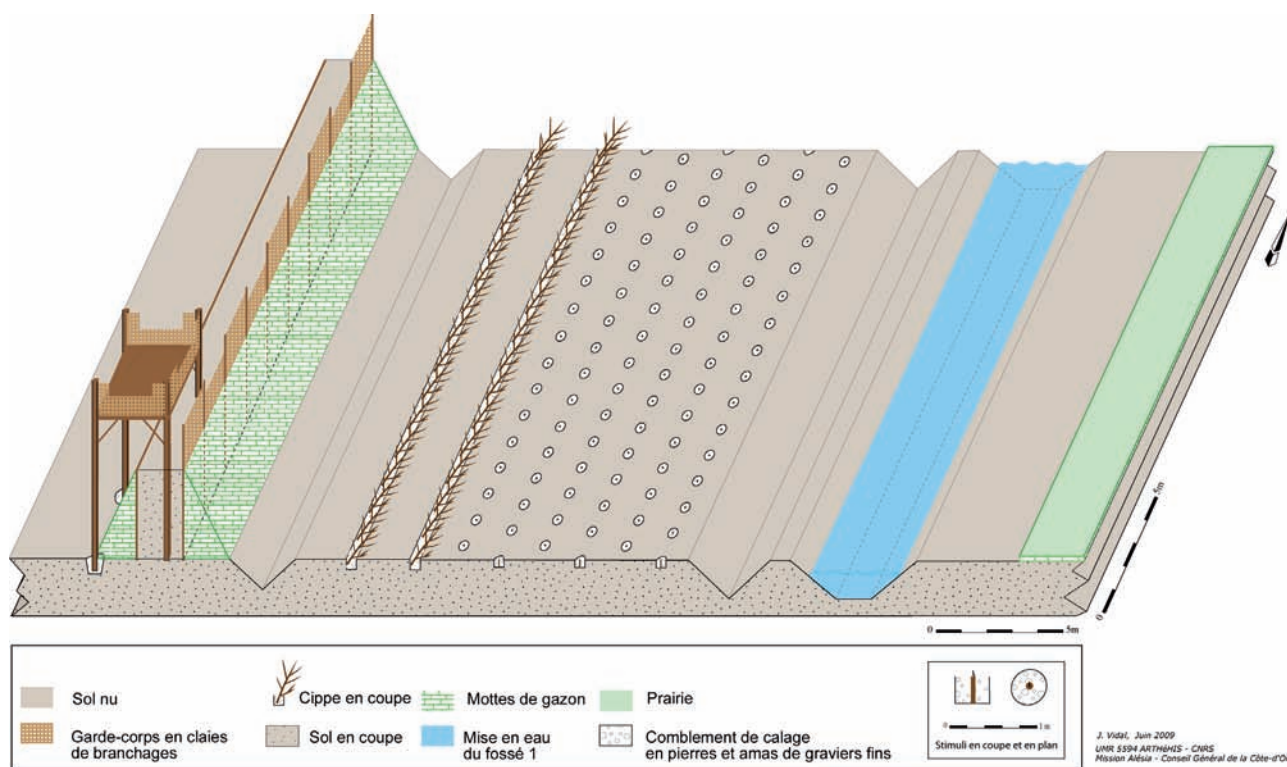 5m
0
0 5m
Sol nu
Cippe en coupe
Mottes de gazon
Prairie
Garde-corps en claies
de branchages
Sol en coupe
Mise en eau
du fossé 1
Comblement de calage
en pierres et amas de graviers fins
0 1m
Stimuli en coupe et en plan
J. Vidal, Juin 2009
UMR 5594 ARTHéHIS - CNRS
Mission Alésia - Conseil Général de la Côte-d'O